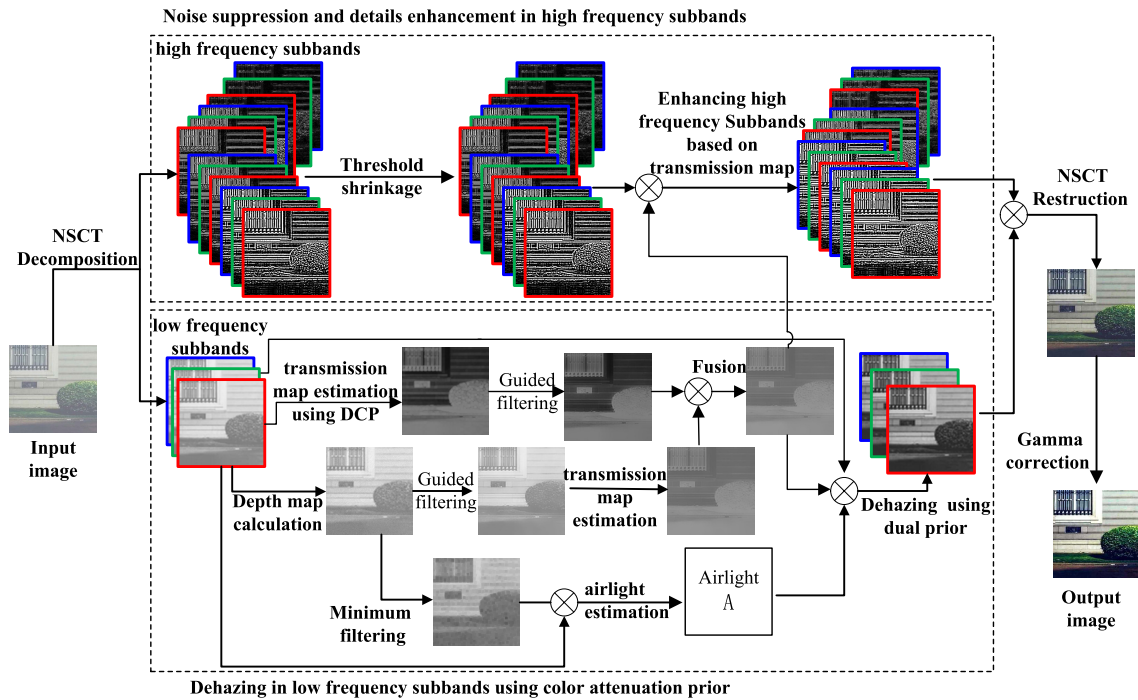 Noise suppression and details enhancement in high frequency subbands
high frequency subbands
Threshold
shrinkage
Enhancing high
frequency Subbands
based on
transmission map
NSCT
Restruction
NSCT
Decomposition
low frequency
subbands
transmission
map estimation
using DCP
Guided
filtering
Fusion
Input
image
Depth map
calculation
Guided
filtering
transmission
map
estimation
Dehazing using
dual prior
Gamma
correction
Minimum
filtering
airlight
estimation
Airlight
A
Output
image
Dehazing in low frequency subbands using color attenuation prior